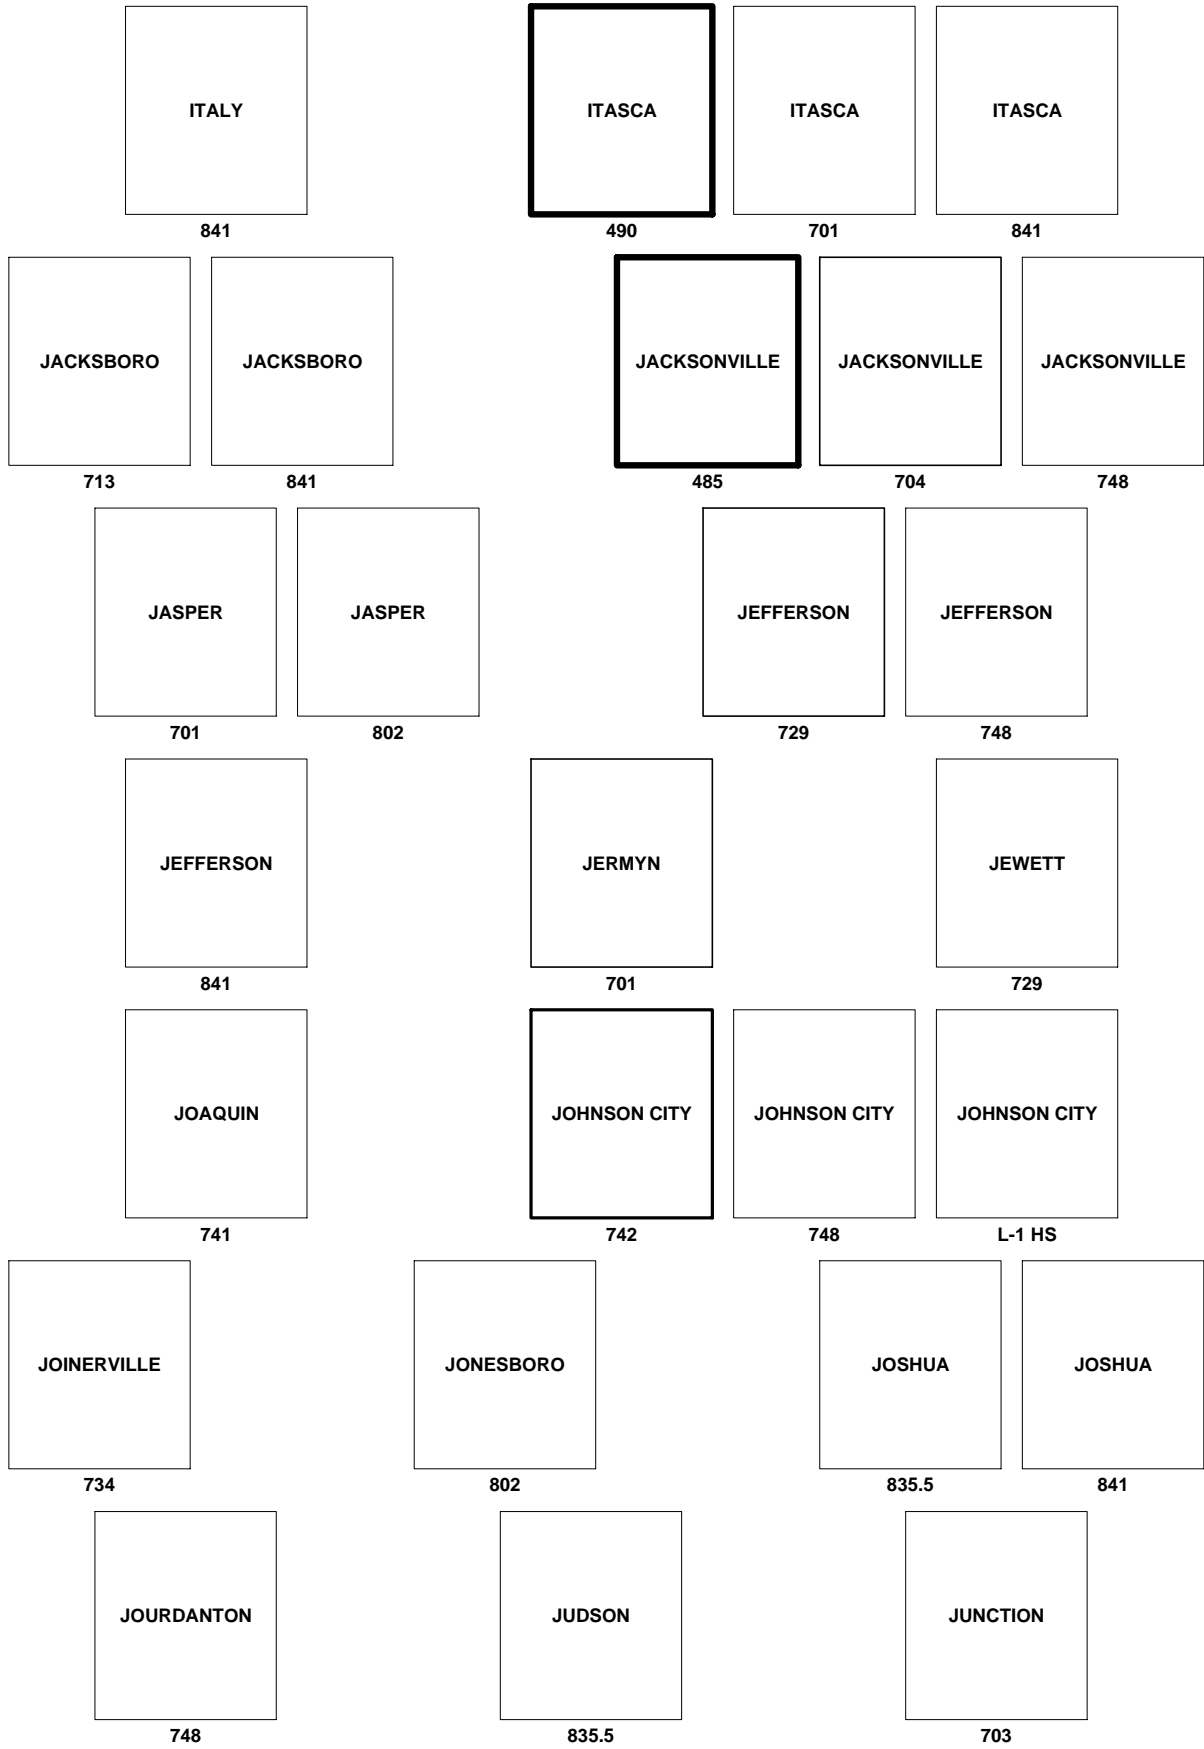 ITALY ITASCA ITASCA ITASCA
841 490 701 841
JACKSBORO JACKSBORO JACKSONVILLE JACKSONVILLE JACKSONVILLE
713 841 485 704 748
JASPER JASPER JEFFERSON JEFFERSON
701 802 729 748
JEFFERSON JERMYN JEWETT
841 701 729
JOAQUIN JOHNSON CITY JOHNSON CITY JOHNSON CITY
741 742 748 L-1 HS
JOINERVILLE JONESBORO JOSHUA JOSHUA
734 802 835.5 841
JOURDANTON JUDSON JUNCTION
748 835.5 703